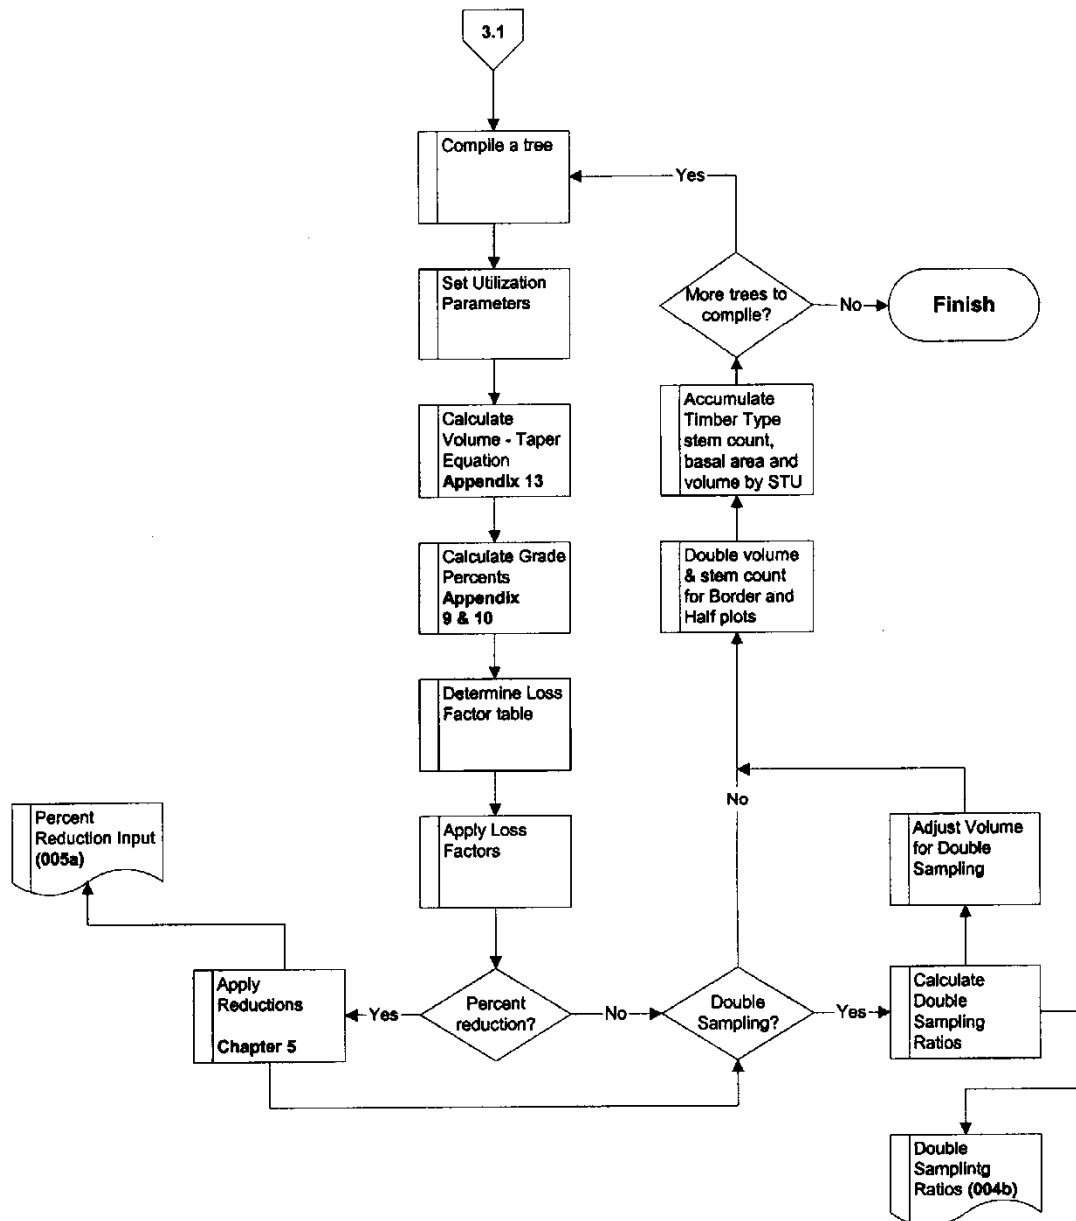 3.1
Compile a tree
Yes
Set Utilization
Parameters
More trees to
compile?
No
Finish
Calculate
Volume - Taper
Equation
Appendix 13
Accumulate
Timber Type
stem count,
basal area and
volume by STU
Calculate Grade
Percents
Appendix
9 & 10
Double volume
& stem count
for Border and
Half plots
Determine Loss
Factor table
No
Percent
Reduction Input
(005a)
Apply Loss
Factors
Adjust Volume
for Double
Sampling
Apply
Reductions
Chapter 5
Yes
Percent
reduction?
No
Double
Sampling?
Yes
Calculate
Double
Sampling
Ratios
Double
Samplintg
Ratios (004b)